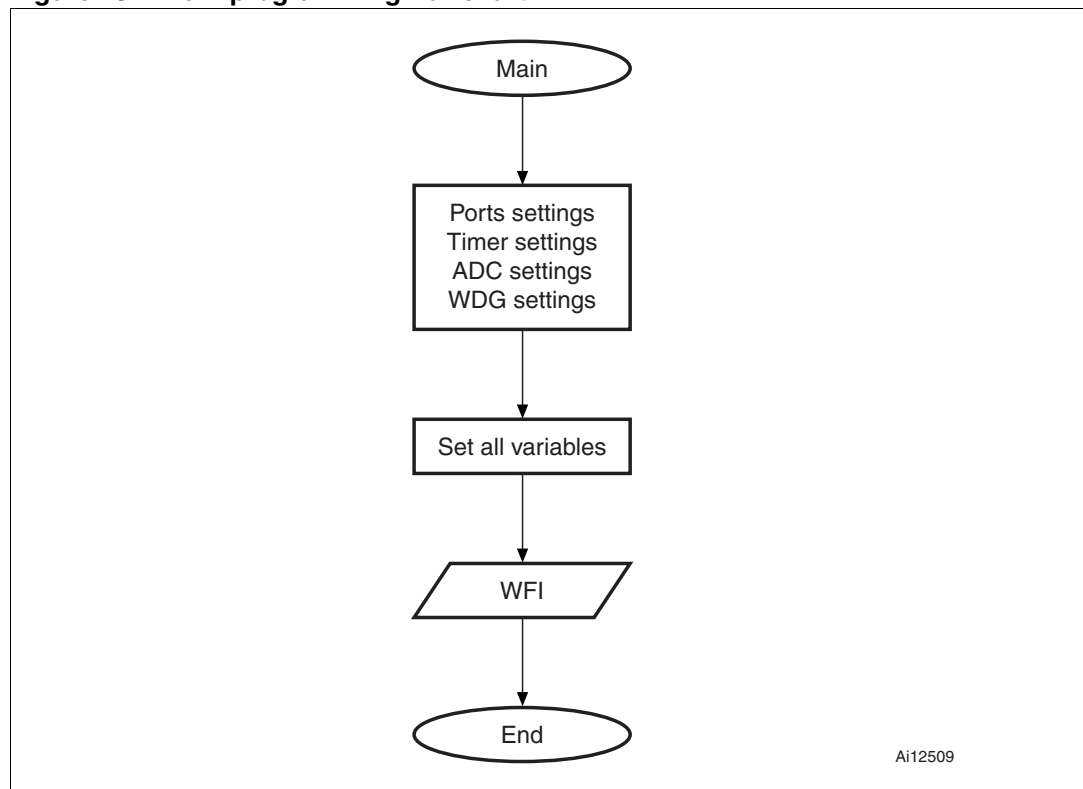 Main
Ports settings
Timer settings
ADC settings
WDG settings
Set all variables
WFI
End
Ai12509